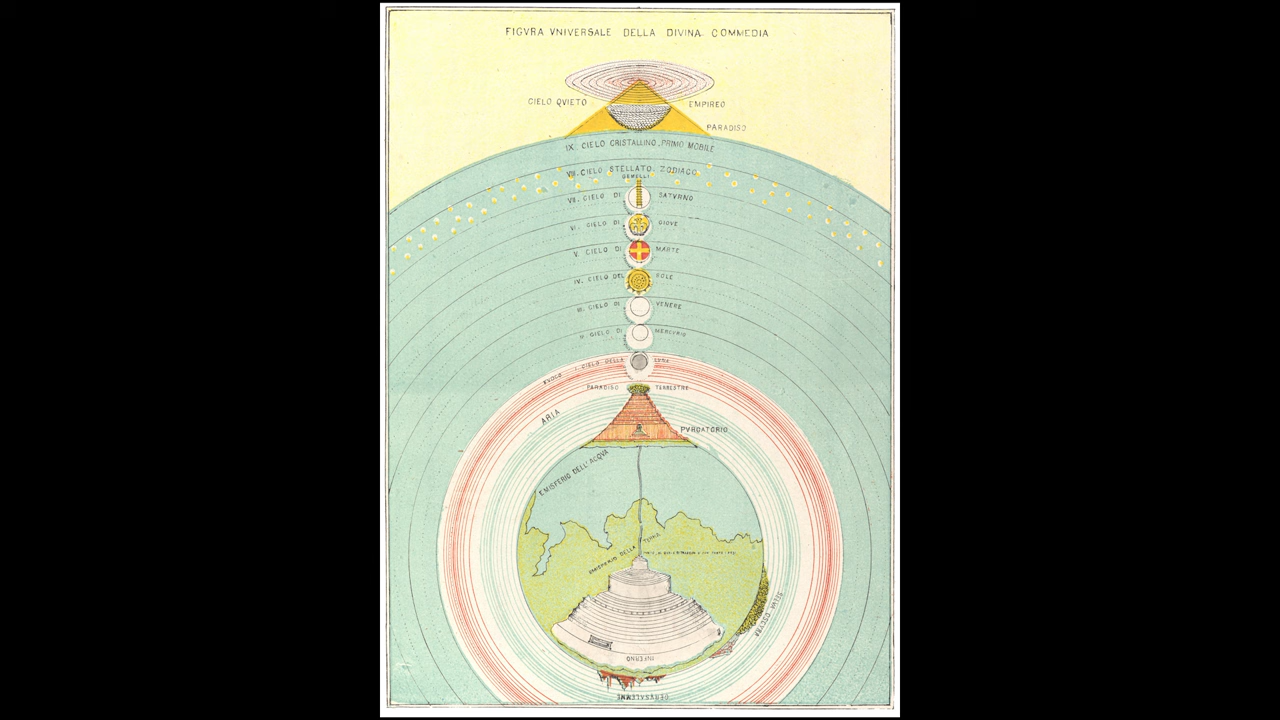 FIGVRA VNIVERSALE DELLA DIVINA COMMEDIA
CIELO QVIETO EMPIREO
PARADISO
IX. CIELO CRISTALLINO, PRIMO MOBILE
VIII. CIELO STELLATO: ZODIACO
GEMELLI
VII. CIELO DI SATVRNO
VI. CIELO DI GIOVE
V. CIELO DI MARTE
IV. CIELO DEL SOLE
III. CIELO DI VENERE
II. CIELO DI MERCVRIO
I. CIELO DELLA LVNA
PARADISO TERRESTRE
ARIA
PVRGATORIO
EMISFERIO DELL'ACQVA
EMISFERIO DELLA TERRA
SELVA OSCVRA
INFERNO
GERVSALEMME